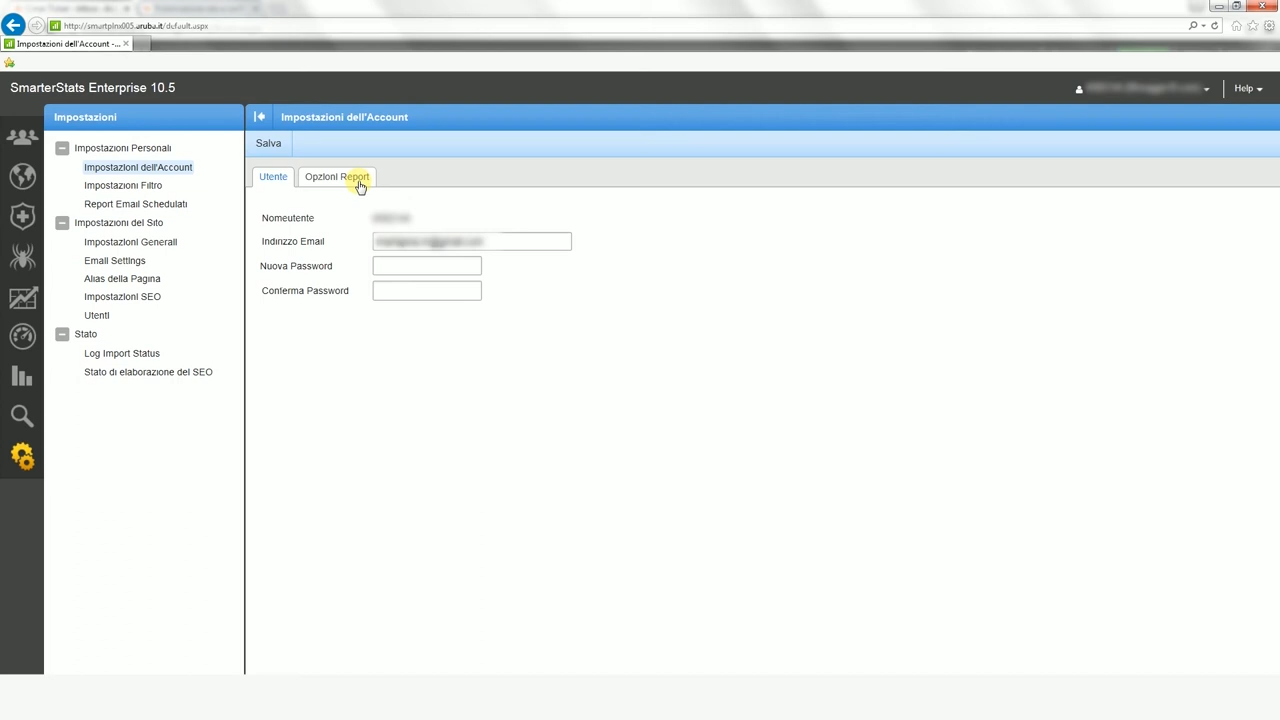 http://smartplnx005.aruba.it/default.aspx
Impostazioni dell'Account -...
SmarterStats Enterprise 10.5
Help
Impostazioni
Impostazioni dell'Account
Salva
Impostazioni Personali
Impostazioni dell'Account
Impostazioni Filtro
Report Email Schedulati
Impostazioni del Sito
Impostazioni Generali
Email Settings
Alias della Pagina
Impostazioni SEO
Utenti
Stato
Log Import Status
Stato di elaborazione del SEO
Utente
Opzioni Report
Nomeutente
Indirizzo Email
Nuova Password
Conferma Password